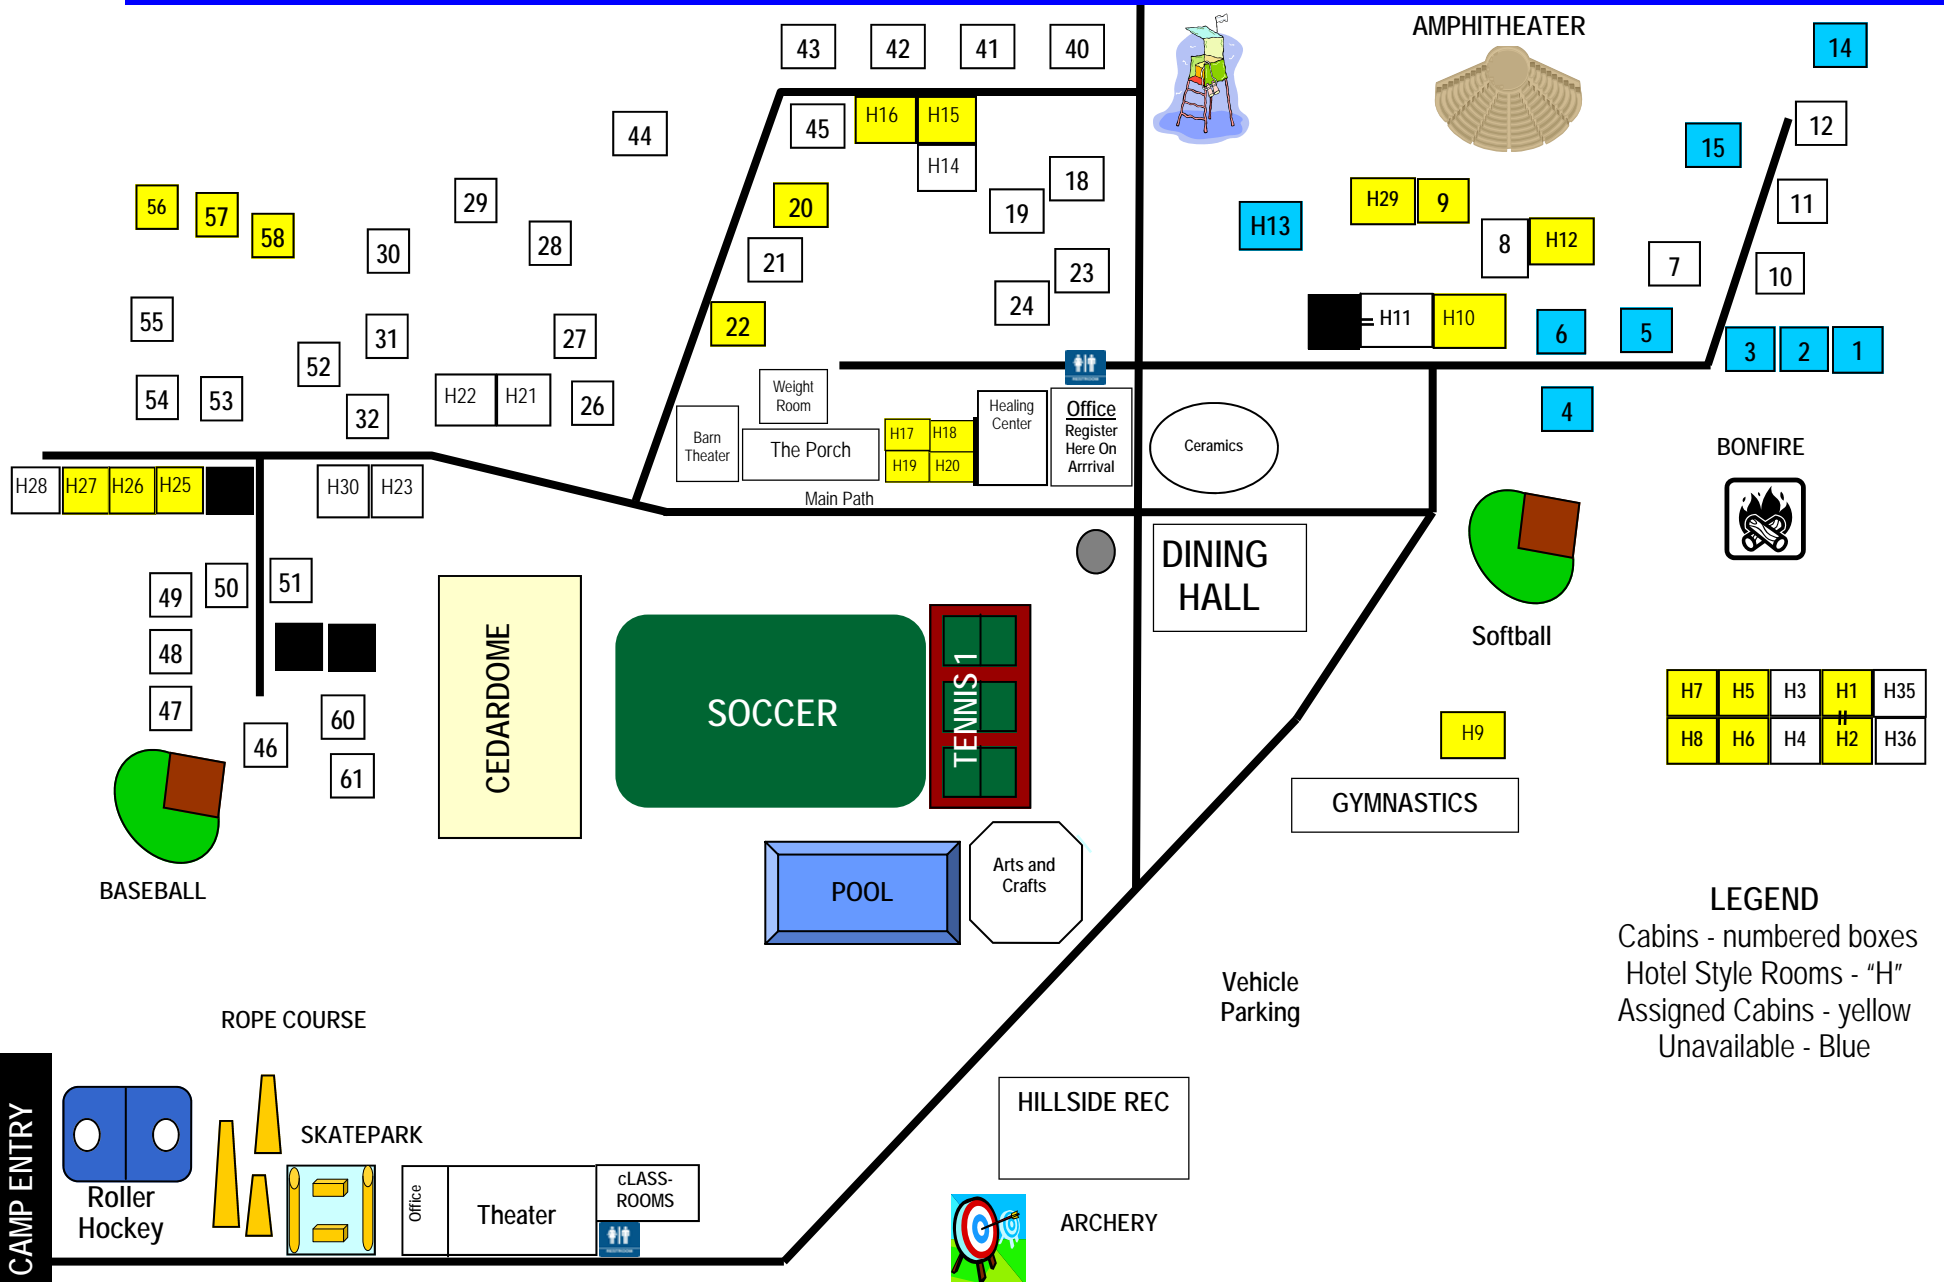 43
42
41
40
AMPHITHEATER
14
44
45
H16
H15
H14
12
15
18
19
11
56
57
58
29
28
30
20
21
22
23
24
H13
H29
9
8
H12
7
10
55
31
27
52
54
53
32
H22
H21
26
= H11
H10
6
5
3
2
1
4
Weight
Room
Barn
Theater
The Porch
H17
H18
H19
H20
Healing
Center
Office
Register
Here On
Arrrival
Ceramics
BONFIRE
Main Path
H28
H27
H26
H25
H30
H23
49
50
51
48
47
46
60
61
BASEBALL
CEDARDOME
SOCCER
TENNIS 1
DINING
HALL
Softball
H7
H5
H3
H1
H35
=
H8
H6
H4
H2
H36
H9
GYMNASTICS
POOL
Arts and
Crafts
LEGEND
Cabins - numbered boxes
Hotel Style Rooms - “H”
Assigned Cabins - yellow
Unavailable - Blue
Vehicle
Parking
ROPE COURSE
CAMP ENTRY
Roller
Hockey
SKATEPARK
Office
Theater
cLASS-
ROOMS
HILLSIDE REC
ARCHERY